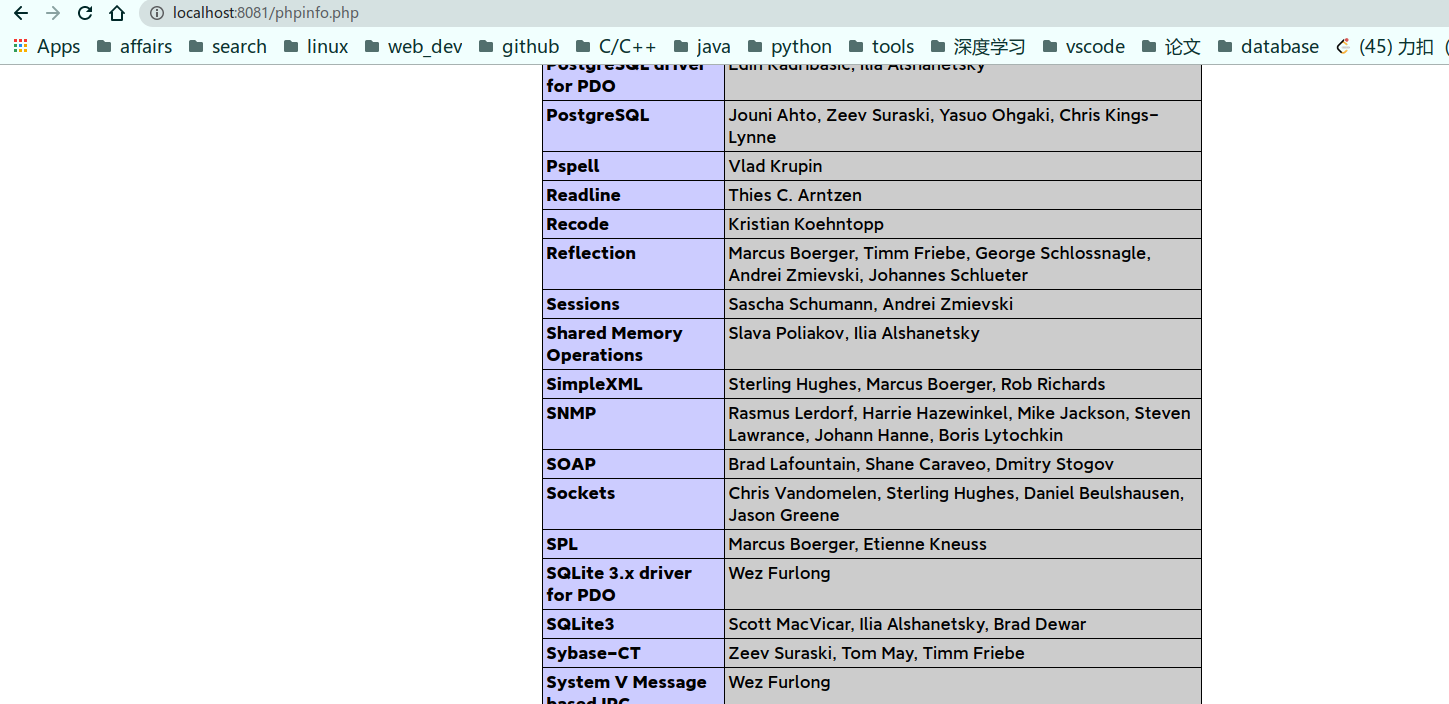 localhost:8081/phpinfo.php
Apps affairs search linux web_dev github C/C++ java python tools 深度学习 vscode 论文 database (45) 力扣 (
PostgreSQL driver Edin Kadribasic, Ilia Alshanetsky
for PDO
PostgreSQL Jouni Ahto, Zeev Suraski, Yasuo Ohgaki, Chris Kings-
Lynne
Pspell Vlad Krupin
Readline Thies C. Arntzen
Recode Kristian Koehntopp
Reflection Marcus Boerger, Timm Friebe, George Schlossnagle,
Andrei Zmievski, Johannes Schlueter
Sessions Sascha Schumann, Andrei Zmievski
Shared Memory Slava Poliakov, Ilia Alshanetsky
Operations
SimpleXML Sterling Hughes, Marcus Boerger, Rob Richards
SNMP Rasmus Lerdorf, Harrie Hazewinkel, Mike Jackson, Steven
Lawrance, Johann Hanne, Boris Lytochkin
SOAP Brad Lafountain, Shane Caraveo, Dmitry Stogov
Sockets Chris Vandomelen, Sterling Hughes, Daniel Beulshausen,
Jason Greene
SPL Marcus Boerger, Etienne Kneuss
SQLite 3.x driver Wez Furlong
for PDO
SQLite3 Scott MacVicar, Ilia Alshanetsky, Brad Dewar
Sybase-CT Zeev Suraski, Tom May, Timm Friebe
System V Message Wez Furlong
based IPC